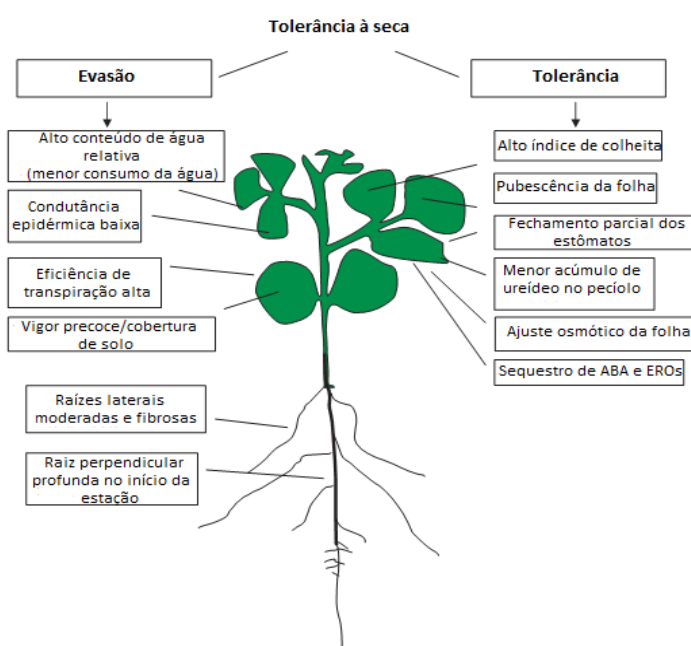 Tolerância à seca
Evasão
Alto conteúdo de água
relativa
(menor consumo da água)
Condutância
epidérmica baixa
Eficiência de
transpiração alta
Vigor precoce/cobertura
de solo
Raízes laterais
moderadas e fibrosas
Raiz perpendicular
profunda no início da
estação
Tolerância
Alto índice de colheita
Pubescência da folha
Fechamento parcial dos
estômatos
Menor acúmulo de
ureídeo no pecíolo
Ajuste osmótico da folha
Sequestro de ABA e EROs